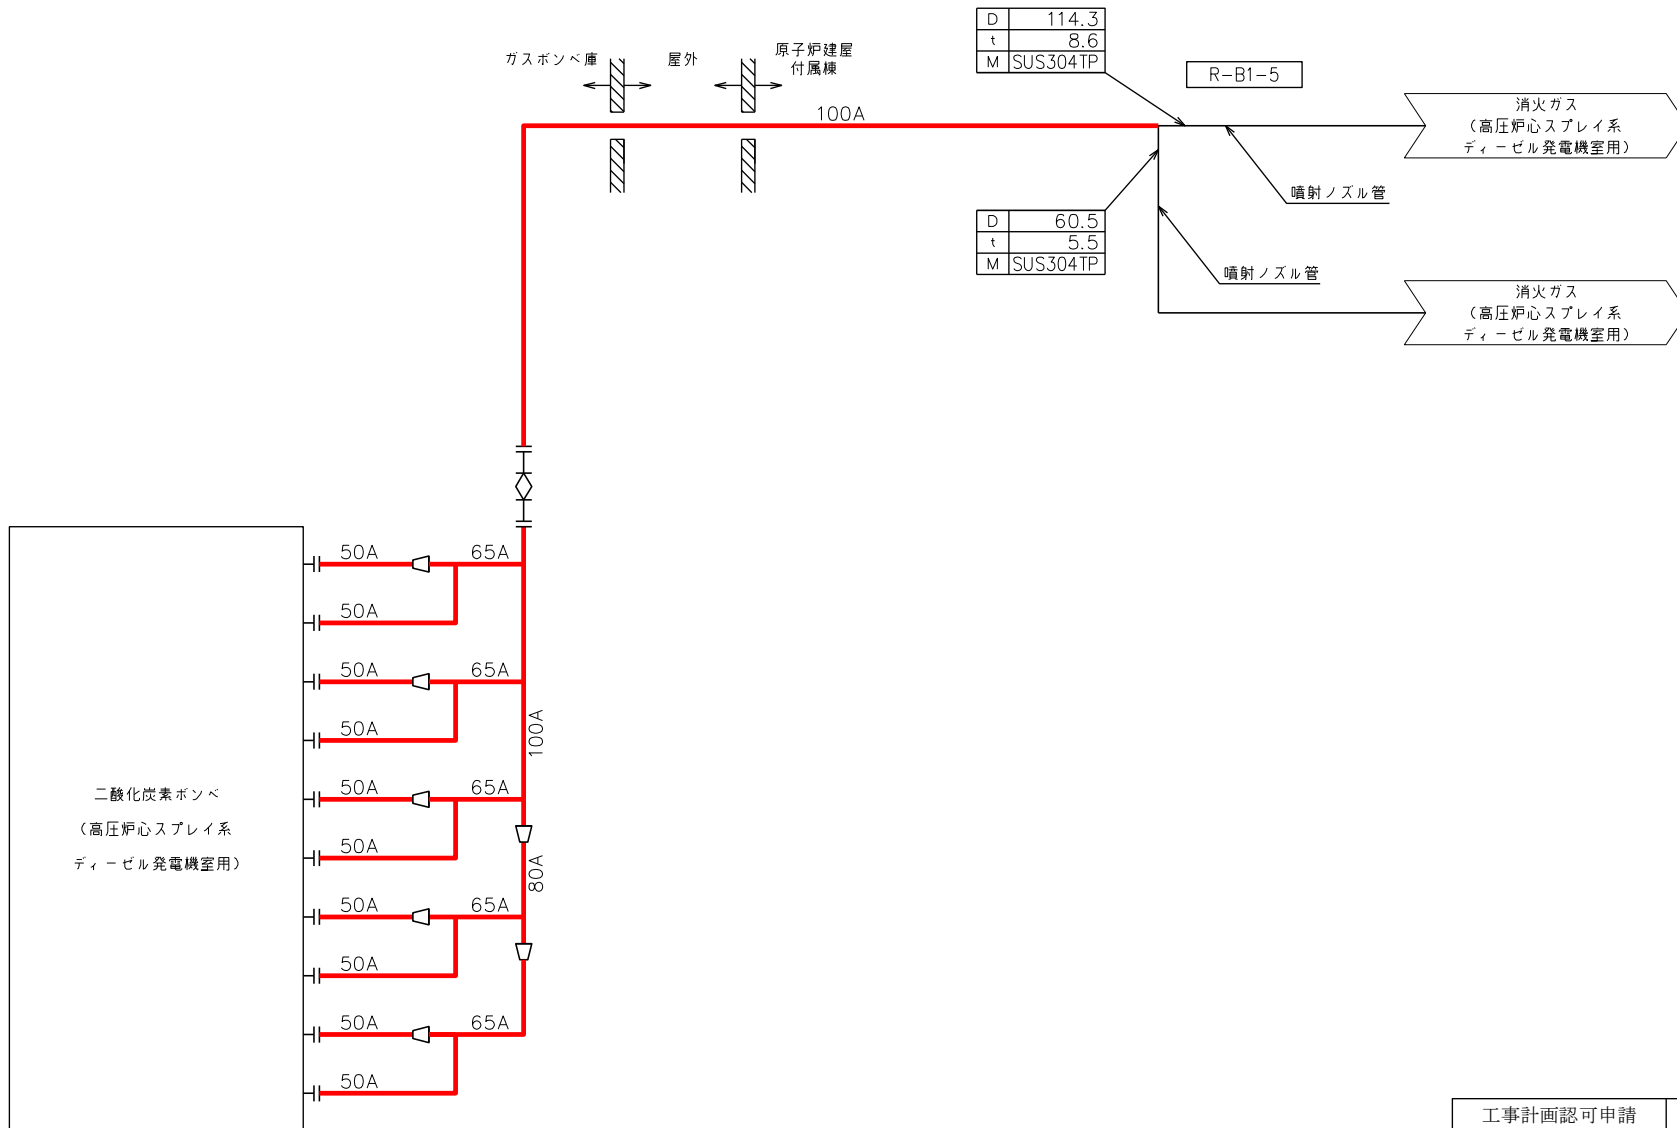 D 114.3
t 8.6
M SUS304TP
ガスボンベ庫
屋外
原子炉建屋
付属棟
R-B1-5
100A
消火ガス
(高圧炉心スプレイ系
ディーゼル発電機室用)
噴射ノズル管
D 60.5
t 5.5
M SUS304TP
噴射ノズル管
消火ガス
(高圧炉心スプレイ系
ディーゼル発電機室用)
50A
65A
50A
50A
65A
50A
100A
50A
65A
50A
80A
50A
65A
50A
50A
65A
50A
二酸化炭素ボンベ
(高圧炉心スプレイ系
ディーゼル発電機室用)
工事計画認可申請